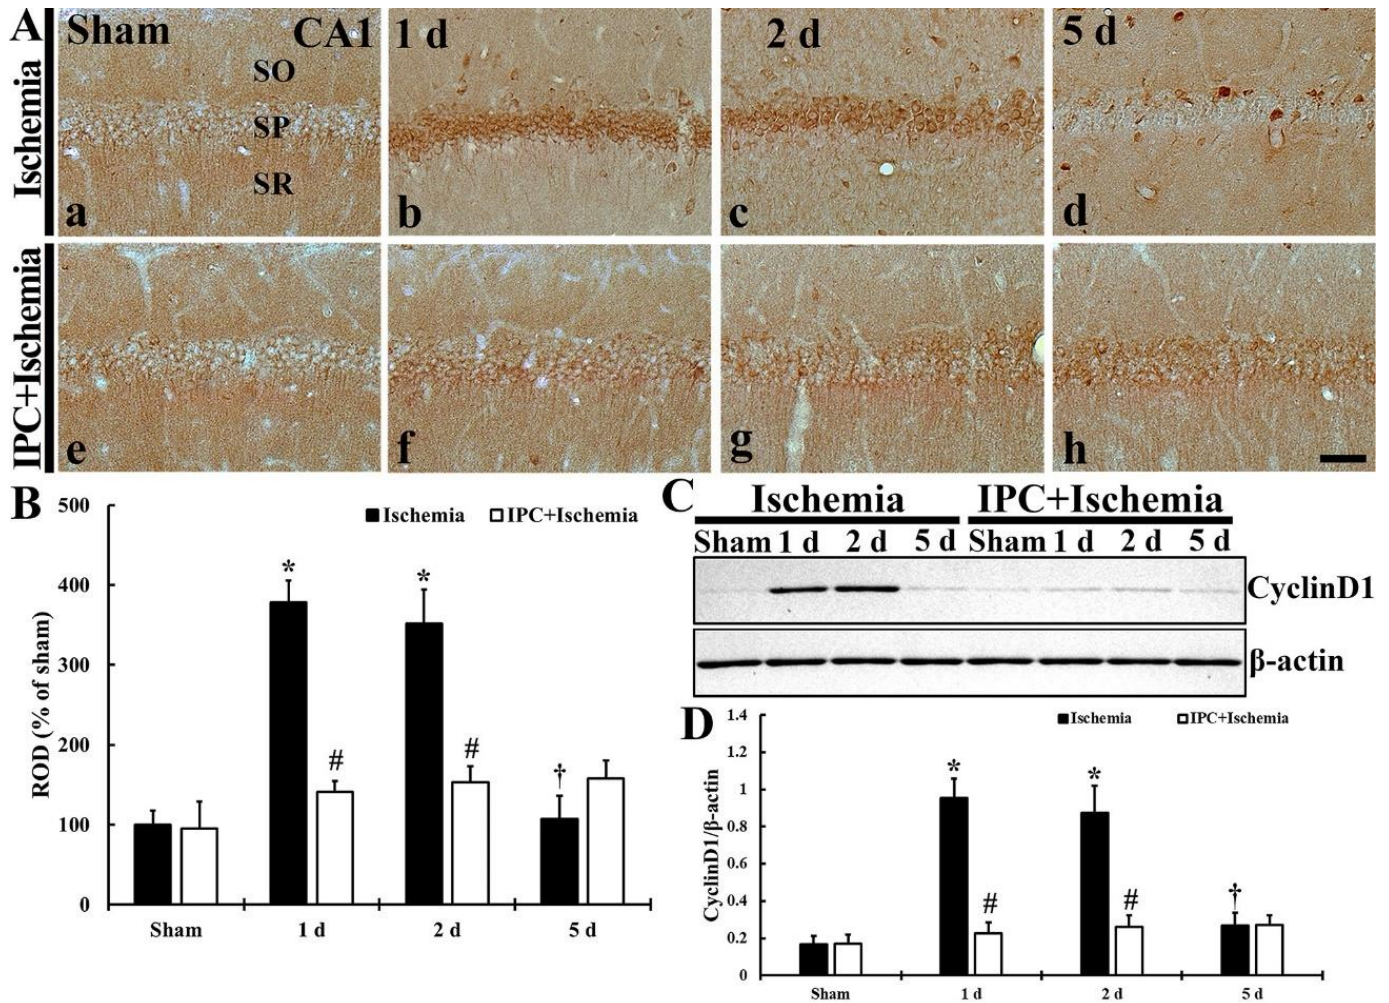 A
Ischemia
Sham CA1
SO
SP
SR
a
1 d
b
2 d
c
5 d
d
IPC+Ischemia
e
f
g
h
B
500
400
300
200
100
0
ROD (% of sham)
Ischemia IPC+Ischemia
*
#
*
#
†
Sham 1 d 2 d 5 d
C
Ischemia IPC+Ischemia
Sham 1 d 2 d 5 d Sham 1 d 2 d 5 d
CyclinD1
β-actin
D
1.4
1.2
1
0.8
0.6
0.4
0.2
0
CyclinD1/β-actin
Ischemia IPC+Ischemia
*
#
*
#
†
Sham 1 d 2 d 5 d